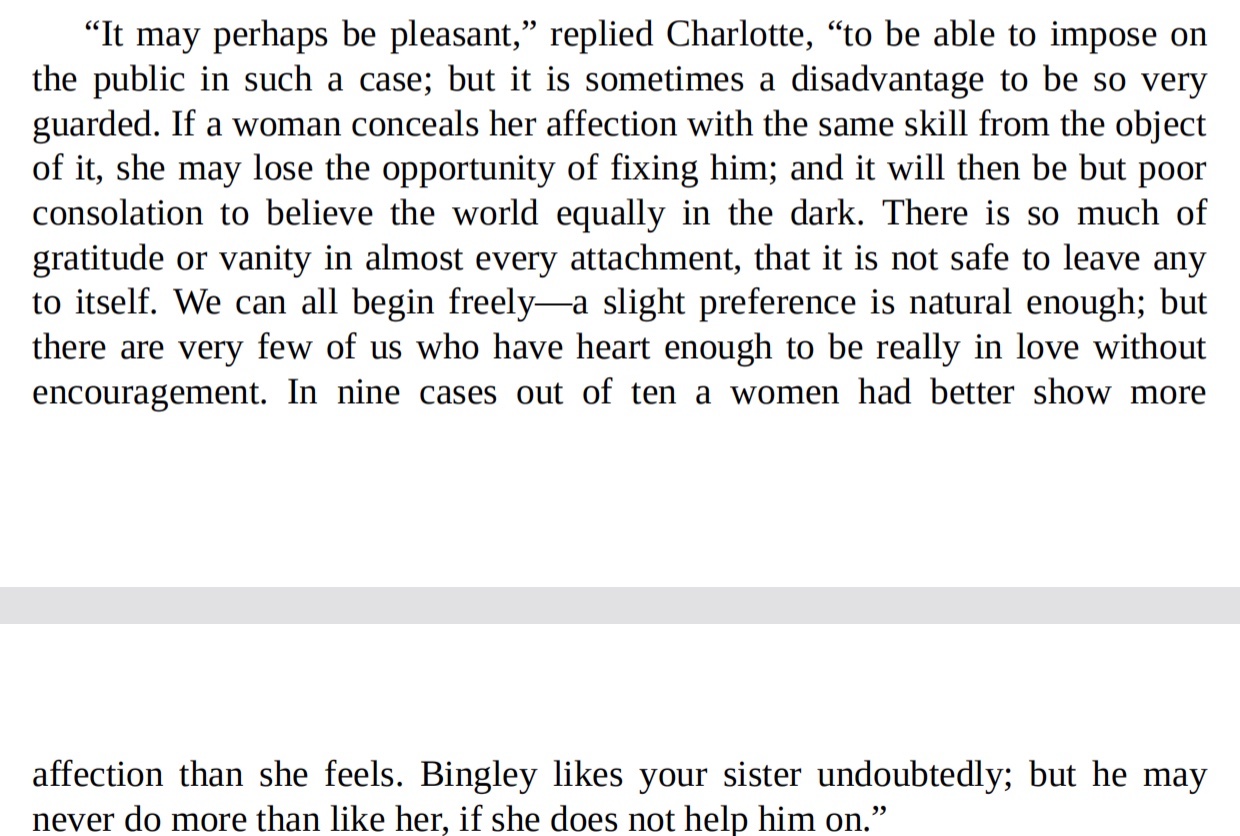 “It may perhaps be pleasant,” replied Charlotte, “to be able to impose on
the public in such a case; but it is sometimes a disadvantage to be so very
guarded. If a woman conceals her affection with the same skill from the object
of it, she may lose the opportunity of fixing him; and it will then be but poor
consolation to believe the world equally in the dark. There is so much of
gratitude or vanity in almost every attachment, that it is not safe to leave any
to itself. We can all begin freely—a slight preference is natural enough; but
there are very few of us who have heart enough to be really in love without
encouragement. In nine cases out of ten a women had better show more
affection than she feels. Bingley likes your sister undoubtedly; but he may
never do more than like her, if she does not help him on.”